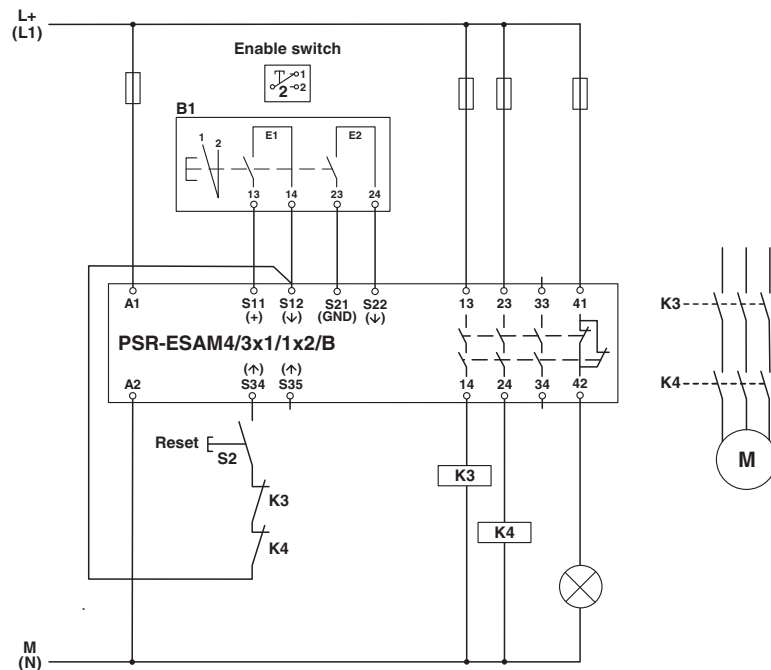 L+
(L1)
Enable switch
1
2
2
B1
1
2
E1
E2
13
14
23
24
A1
S11
(+)
S12
(↓)
S21
(GND)
S22
(↓)
13
23
33
41
PSR-ESAM4/3x1/1x2/B
A2
(↑)
S34
(↑)
S35
14
24
34
42
Reset
S2
K3
K4
K3
K4
K3
K4
M
M
(N)